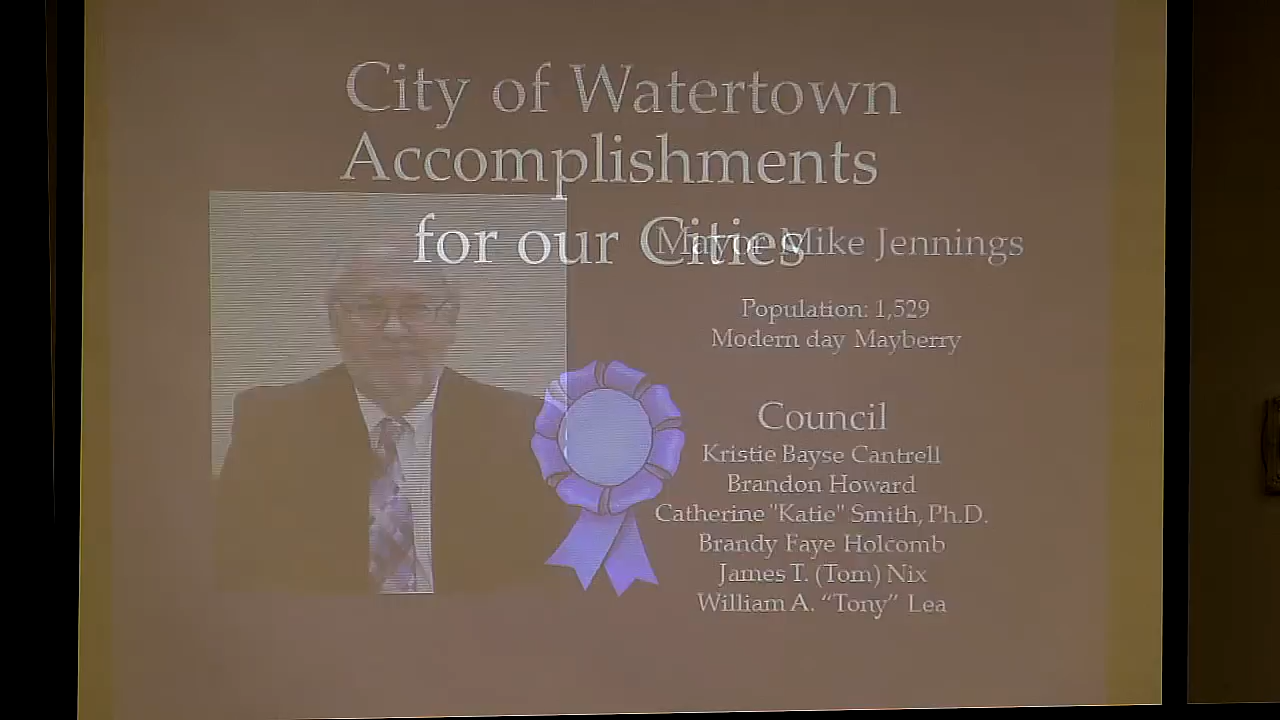 City of Watertown
Accomplishments
for our Cities
Mayor Mike Jennings
Population: 1,529
Modern day Mayberry
Council
Kristie Bayse Cantrell
Brandon Howard
Catherine "Katie" Smith, Ph.D.
Brandy Faye Holcomb
James T. (Tom) Nix
William A. “Tony” Lea